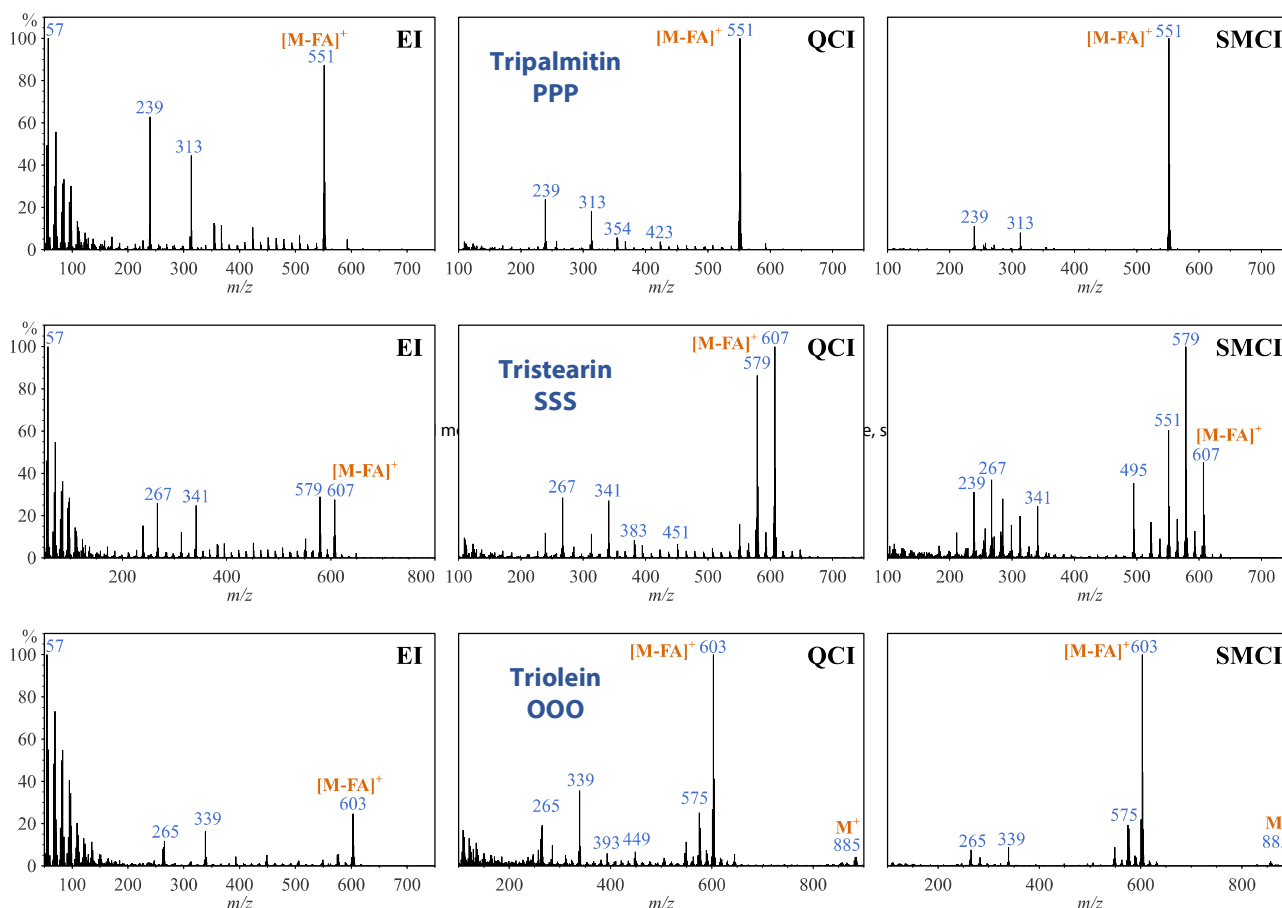 %
100
80
60
40
20
0
57
[M-FA]+
551
239
313
EI
100 200 300 400 500 600 700
m/z
[M-FA]+ 551
QCI
Tripalmitin
PPP
239
313
354
423
100 200 300 400 500 600 700
m/z
[M-FA]+ 551
SMCI
239
313
100 200 300 400 500 600 700
m/z
%
100
80
60
40
20
0
57
EI
[M-FA]+
267
341
579 607
200 400 600 800
m/z
[M-FA]+ 607
579
QCI
Tristearin
SSS
267
341
383
451
100 200 300 400 500 600 700 800
m/z
579
SMCI
551
[M-FA]+
607
495
267
239
341
100 200 300 400 500 600 700
m/z
%
100
80
60
40
20
0
57
EI
[M-FA]+
603
265
339
100 200 300 400 500 600 700
m/z
[M-FA]+ 603
QCI
Triolein
OOO
339
265
393
449
575
M+
885
200 400 600 800
m/z
[M-FA]+ 603
SMCI
575
265
339
M
200 400 600 800
m/z